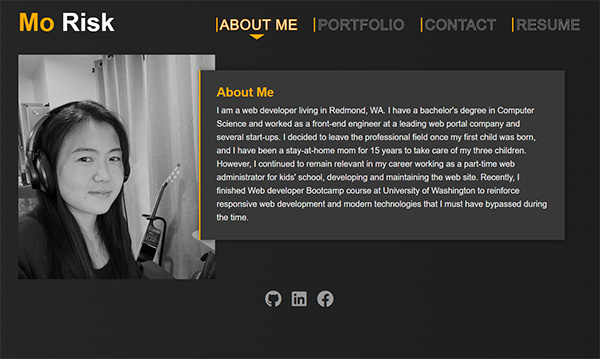 Mo Risk
ABOUT ME
PORTFOLIO
CONTACT
RESUME
About Me
I am a web developer living in Redmond, WA. I have a bachelor's degree in Computer
Science and worked as a front-end engineer at a leading web portal company and
several start-ups. I decided to leave the professional field once my first child was born,
and I have been a stay-at-home mom for 15 years to take care of my three children.
However, I continued to remain relevant in my career working as a part-time web
administrator for kids' school, developing and maintaining the web site. Recently, I
finished Web developer Bootcamp course at University of Washington to reinforce
responsive web development and modern technologies that I must have bypassed during
the time.